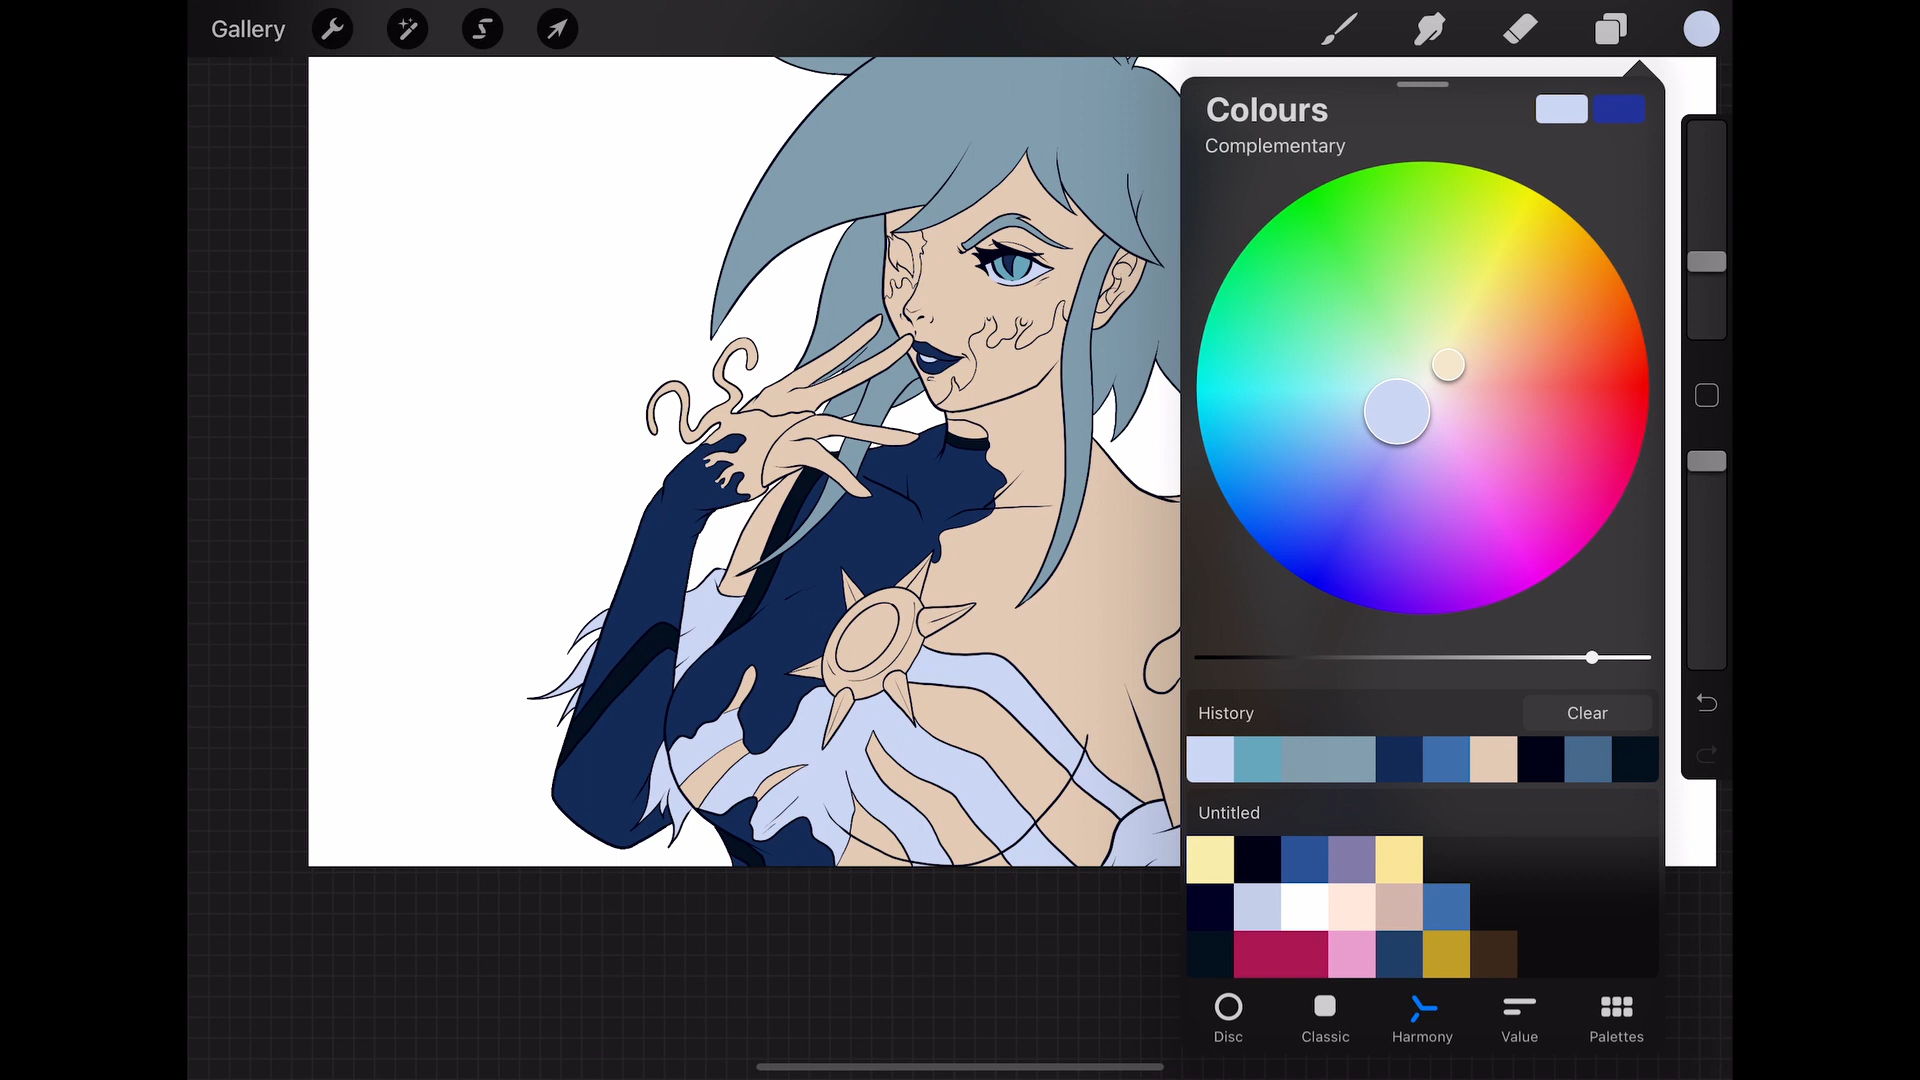 Gallery
Colours
Complementary
History
Clear
Untitled
Disc
Classic
Harmony
Value
Palettes